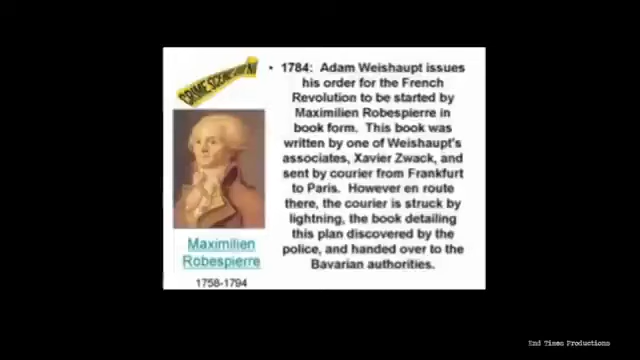 CRIME SCENE
• 1784: Adam Weishaupt issues
his order for the French
Revolution to be started by
Maximilien Robespierre in
book form. This book was
written by one of Weishaupt's
associates, Xavier Zwack, and
sent by courier from Frankfurt
to Paris. However en route
there, the courier is struck by
lightning, the book detailing
this plan discovered by the
police, and handed over to the
Bavarian authorities.
Maximilien
Robespierre
1758-1794
End Times Productions